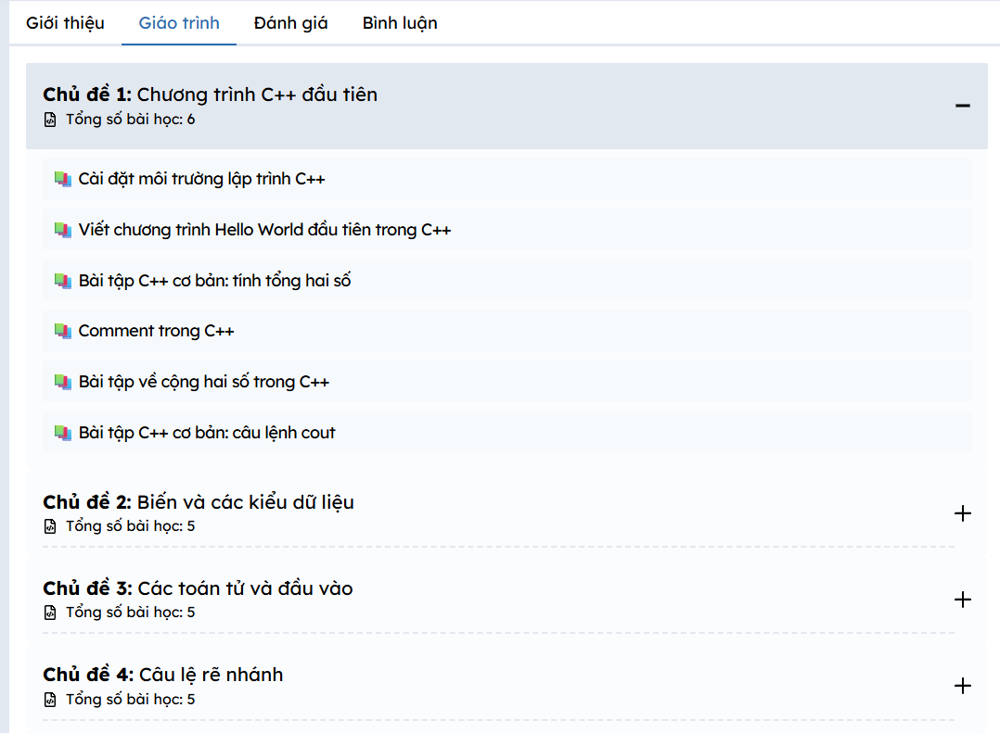 Giới thiệu Giáo trình Đánh giá Bình luận
Chủ đề 1: Chương trình C++ đầu tiên
Tổng số bài học: 6
Cài đặt môi trường lập trình C++
Viết chương trình Hello World đầu tiên trong C++
Bài tập C++ cơ bản: tính tổng hai số
Comment trong C++
Bài tập về cộng hai số trong C++
Bài tập C++ cơ bản: câu lệnh cout
Chủ đề 2: Biến và các kiểu dữ liệu
Tổng số bài học: 5
Chủ đề 3: Các toán tử và đầu vào
Tổng số bài học: 5
Chủ đề 4: Câu lệ rẽ nhánh
Tổng số bài học: 5